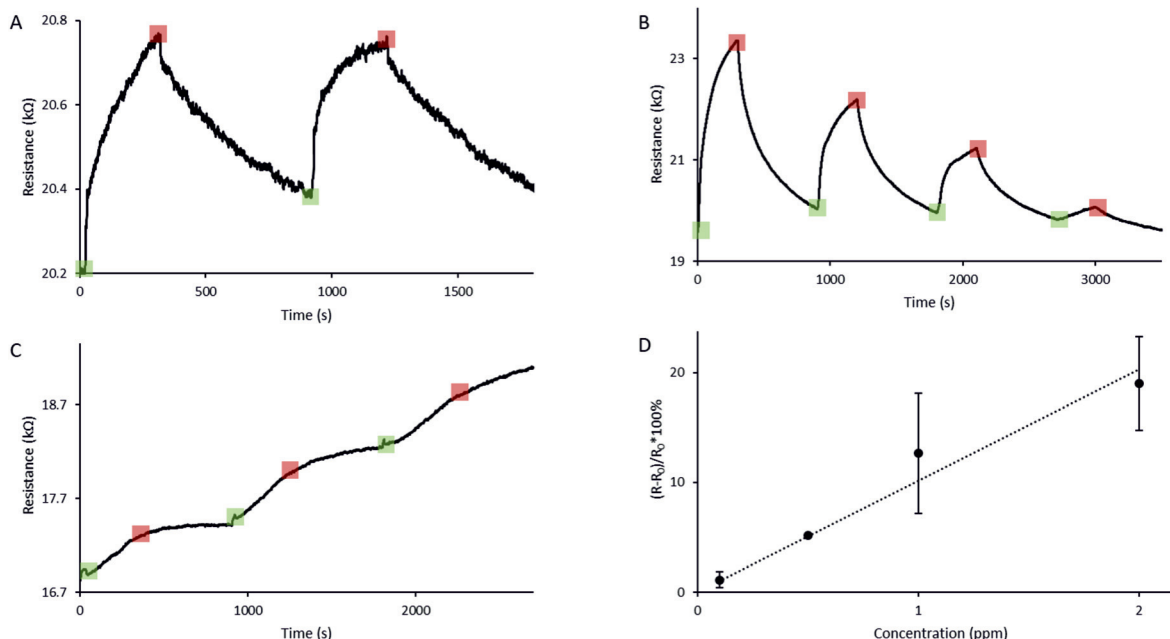 A
20.8
20.6
20.4
20.2
Resistance (kΩ)
0
500
1000
1500
Time (s)
B
23
21
19
Resistance (kΩ)
0
1000
2000
3000
Time (s)
C
18.7
17.7
16.7
Resistance (kΩ)
0
1000
2000
Time (s)
D
20
10
0
(R-R₀)/R₀*100%
0
1
2
Concentration (ppm)